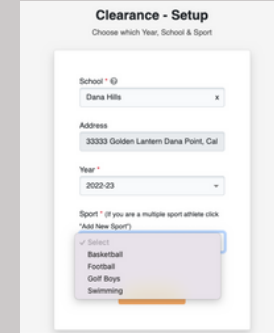 Clearance - Setup
Choose which Year, School & Sport
School *
Dana Hills x
Address
33333 Golden Lantern Dana Point, Cal
Year *
2022-23
Sport * (If you are a multiple sport athlete click
"Add New Sport")
✓ Select
Basketball
Football
Golf Boys
Swimming